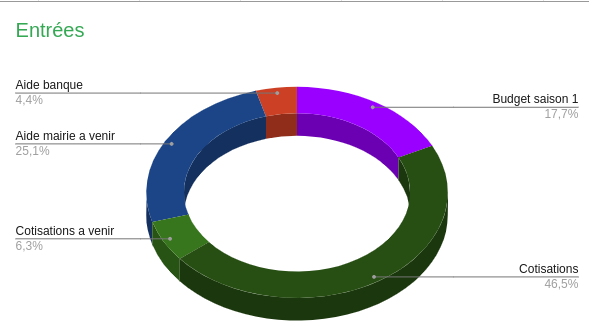 Entrées
Aide banque
4,4%
Budget saison 1
17,7%
Aide mairie a venir
25,1%
Cotisations a venir
6,3%
Cotisations
46,5%